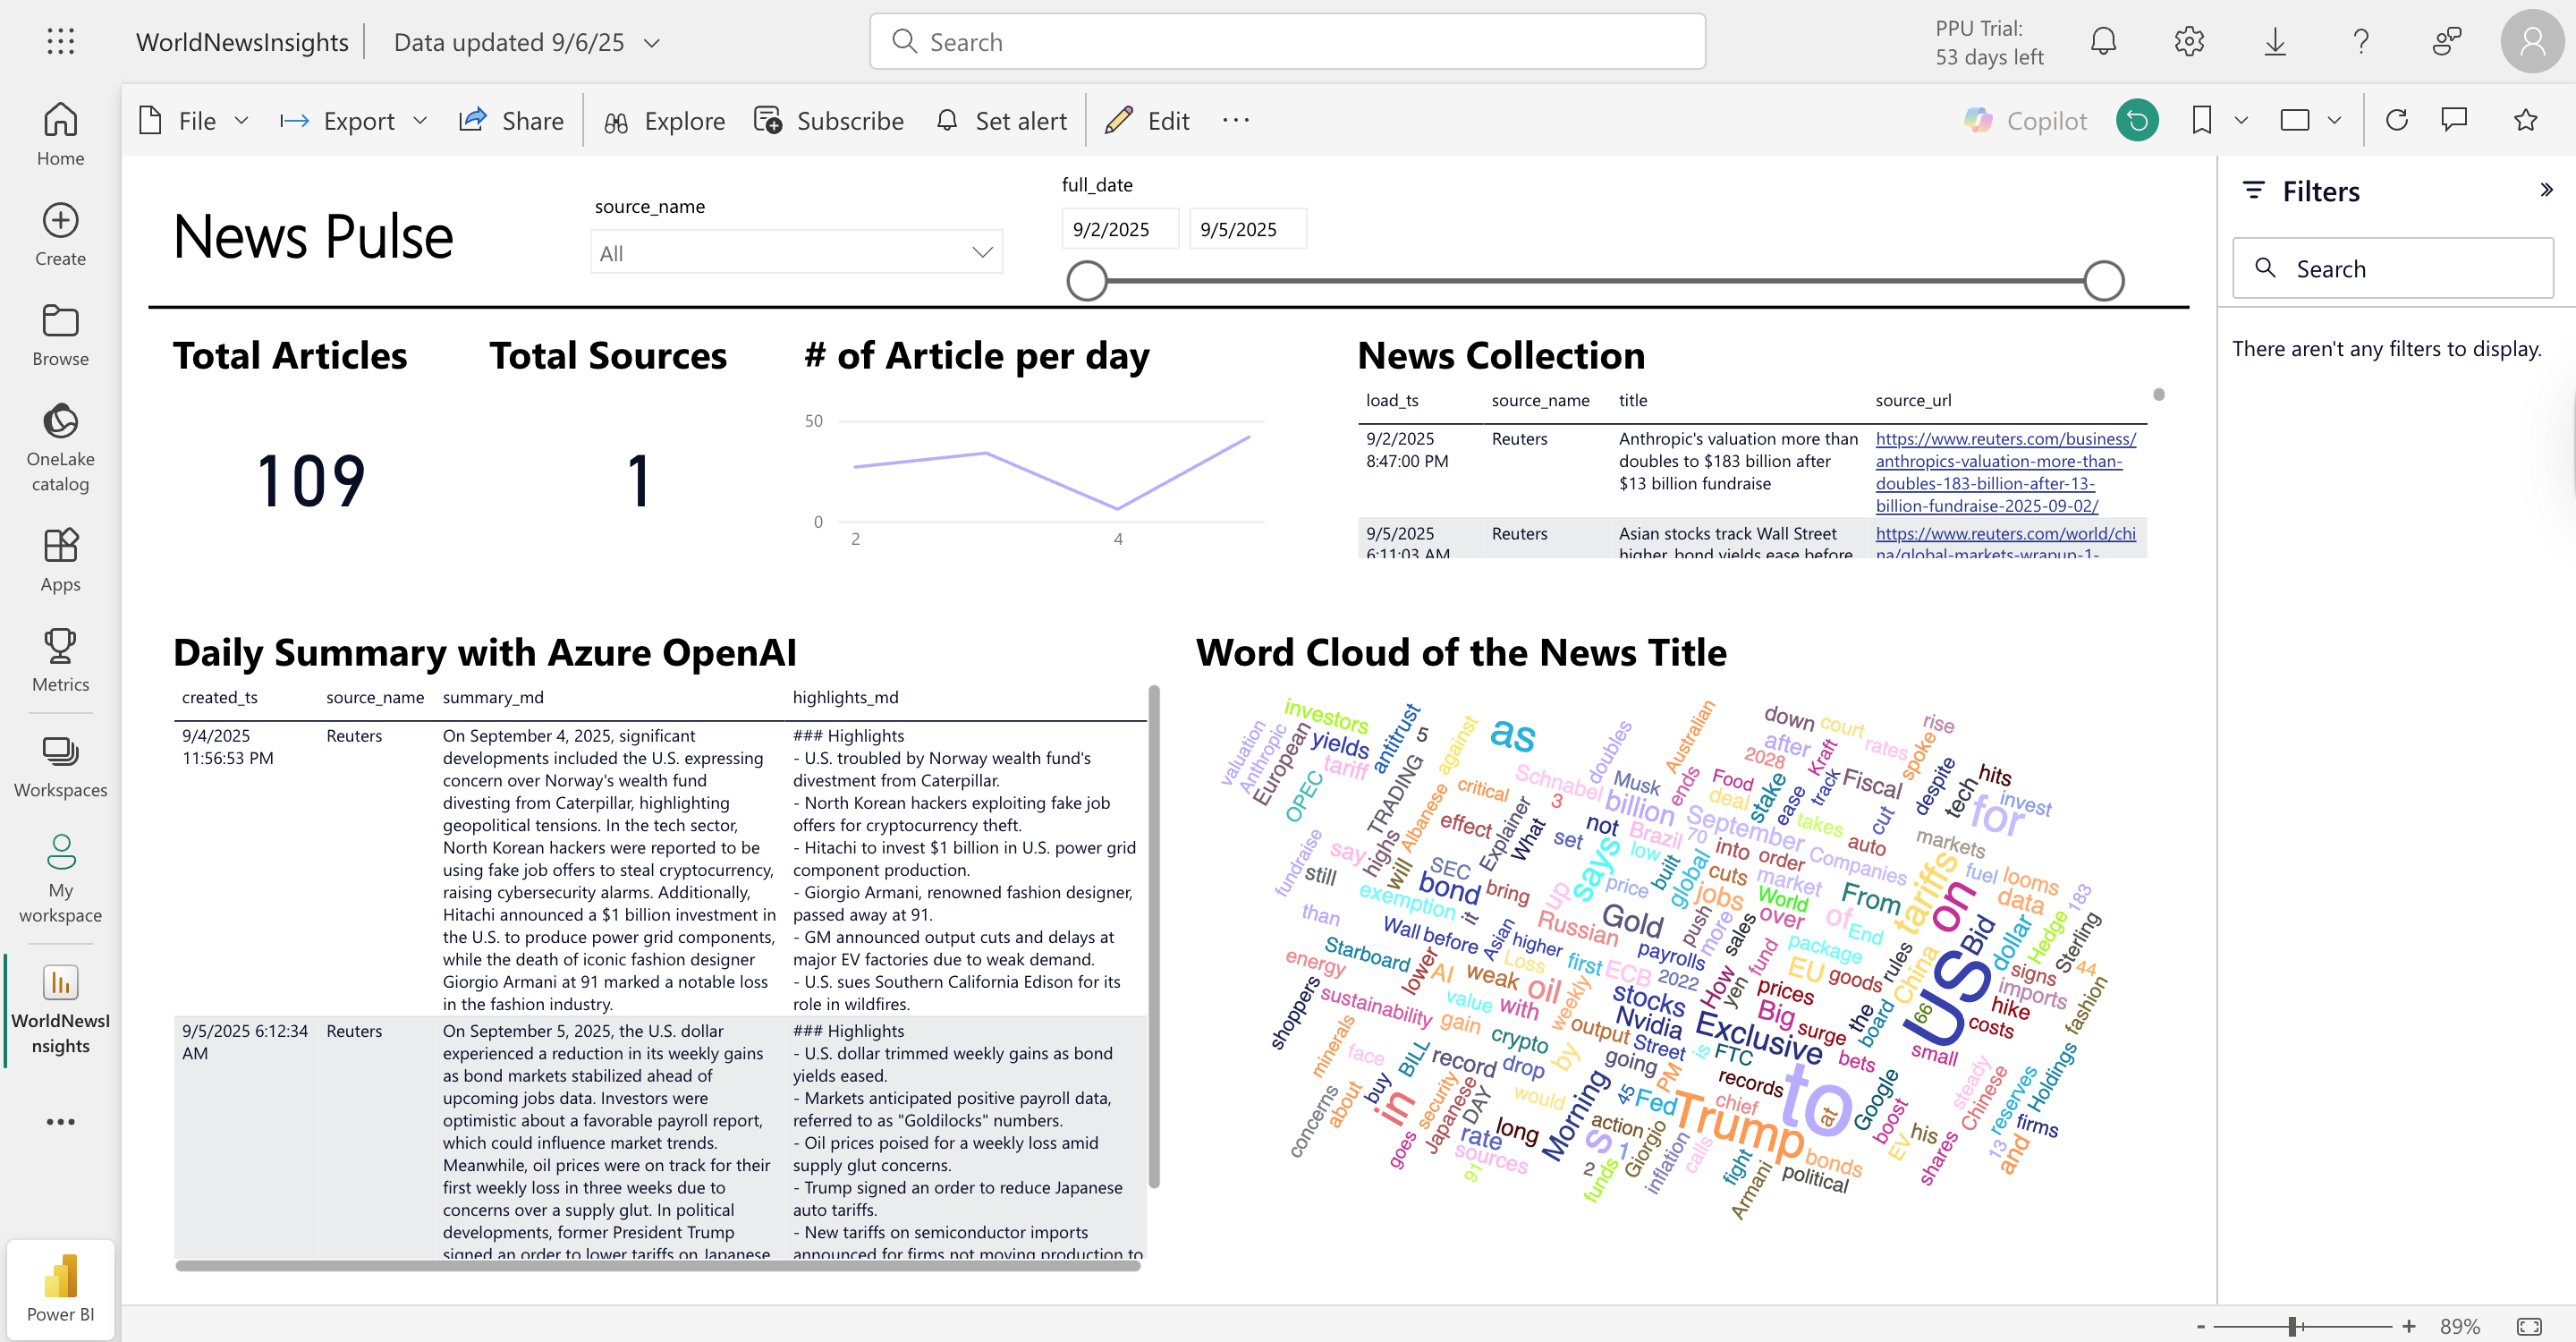 WorldNewsInsights
Data updated 9/6/25
Search
PPU Trial:
53 days left
Home
Create
Browse
OneLake
catalog
Apps
Metrics
Workspaces
My
workspace
WorldNewsI
nsights
Power BI
File
Export
Share
Explore
Subscribe
Set alert
Edit
Copilot
News Pulse
source_name
All
full_date
9/2/2025
9/5/2025
Filters
Search
There aren't any filters to display.
Total Articles
109
Total Sources
1
# of Article per day
50
0
2
4
News Collection
load_ts source_name title source_url
9/2/2025
8:47:00 PM
Reuters
Anthropic's valuation more than
doubles to $183 billion after
$13 billion fundraise
https://www.reuters.com/business/
anthropics-valuation-more-than-
doubles-183-billion-after-13-
billion-fundraise-2025-09-02/
9/5/2025
6:11:03 AM
Reuters
Asian stocks track Wall Street
higher, bond yields ease before
https://www.reuters.com/world/chi
na/global-markets-wrapup-1-
Daily Summary with Azure OpenAI
created_ts source_name summary_md highlights_md
9/4/2025
11:56:53 PM
Reuters
On September 4, 2025, significant
developments included the U.S. expressing
concern over Norway's wealth fund
divesting from Caterpillar, highlighting
geopolitical tensions. In the tech sector,
North Korean hackers were reported to be
using fake job offers to steal cryptocurrency,
raising cybersecurity alarms. Additionally,
Hitachi announced a $1 billion investment in
the U.S. to produce power grid components,
while the death of iconic fashion designer
Giorgio Armani at 91 marked a notable loss
in the fashion industry.
### Highlights
- U.S. troubled by Norway wealth fund's
divestment from Caterpillar.
- North Korean hackers exploiting fake job
offers for cryptocurrency theft.
- Hitachi to invest $1 billion in U.S. power grid
component production.
- Giorgio Armani, renowned fashion designer,
passed away at 91.
- GM announced output cuts and delays at
major EV factories due to weak demand.
- U.S. sues Southern California Edison for its
role in wildfires.
9/5/2025 6:12:34
AM
Reuters
On September 5, 2025, the U.S. dollar
experienced a reduction in its weekly gains
as bond markets stabilized ahead of
upcoming jobs data. Investors were
optimistic about a favorable payroll report,
which could influence market trends.
Meanwhile, oil prices were on track for their
first weekly loss in three weeks due to
concerns over a supply glut. In political
developments, former President Trump
signed an order to lower tariffs on Japanese
### Highlights
- U.S. dollar trimmed weekly gains as bond
yields eased.
- Markets anticipated positive payroll data,
referred to as "Goldilocks" numbers.
- Oil prices poised for a weekly loss amid
supply glut concerns.
- Trump signed an order to reduce Japanese
auto tariffs.
- New tariffs on semiconductor imports
announced for firms not moving production to
Word Cloud of the News Title
valuation
Anthropic
European
investors
yields
tariff
OPEC
antitrust
5
TRADING
against
as
doubles
Australian
down
court
rise
after
rates
2028
Kraft
spoke
Schnabel
Musk
ends
Food
deal
stake
ease
track
Fiscal
despite
tech
hits
invest
for
critical
Albanese
effect
Explainer
What
3
billion
not
set
Brazil
70
September
takes
cut
auto
markets
low
fundraise
say
highs
still
will
SEC
bond
exemption
it
bring
says
up
price
built
global
into
order
cuts
Companies
market
jobs
World
over
From
of
End
tariffs
on
fuel
looms
data
183
than
Wall
before
Asian
higher
Russian
Gold
push
more
sales
payrolls
fund
package
rules
Bid
dollar
Hedge
Sterling
Starboard
energy
lower
AI
weak
Loss
first
ECB
2022
How
yen
EU
goods
China
US
signs
44
imports
shoppers
sustainability
value
with
oil
weekly
stocks
prices
Big
the
board
66
hike
costs
fashion
minerals
gain
crypto
output
Nvidia
Street
Exclusive
surge
is
FTC
bets
small
face
BILL
record
drop
by
going
records
steady
Chinese
reserves
Holdings
concerns
about
buy
in
security
Japanese
DAY
would
Morning
45
PM
Fed
chief
Trump
to
at
Google
boost
his
firms
goes
rate
long
sources
91
s
action
1
2
Giorgio
funds
inflation
calls
fight
Armani
bonds
political
EV
shares
13
and
89%